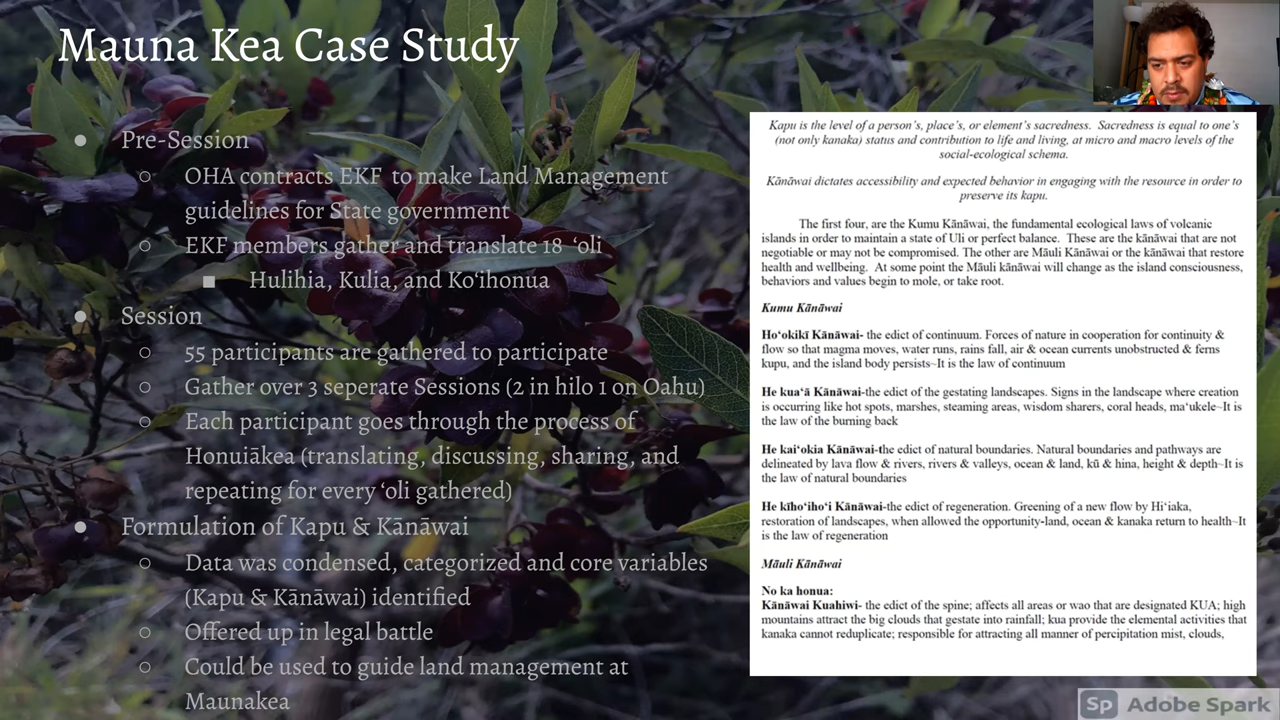 Mauna Kea Case Study
● Pre-Session
○ OHA contracts EKF to make Land Management
guidelines for State government
○ EKF members gather and translate 18 ʻoli
■ Hulihia, Kulia, and Koʻihonua
● Session
○ 55 participants are gathered to participate
○ Gather over 3 seperate Sessions (2 in hilo 1 on Oahu)
○ Each participant goes through the process of
Honuiākea (translating, discussing, sharing, and
repeating for every ʻoli gathered)
● Formulation of Kapu & Kānāwai
○ Data was condensed, categorized and core variables
(Kapu & Kānāwai) identified
○ Offered up in legal battle
○ Could be used to guide land management at
Maunakea
Kapu is the level of a person's, place's, or element's sacredness. Sacredness is equal to one's
(not only kanaka) status and contribution to life and living, at micro and macro levels of the
social-ecological schema.
Kānāwai dictates accessibility and expected behavior in engaging with the resource in order to
preserve its kapu.
The first four, are the Kumu Kānāwai, the fundamental ecological laws of volcanic
islands in order to maintain a state of Uli or perfect balance. These are the kānāwai that are not
negotiable or may not be compromised. The other are Māuli Kānāwai or the kānāwai that restore
health and wellbeing. At some point the Māuli kānāwai will change as the island consciousness,
behaviors and values begin to mole, or take root.
Kumu Kānāwai
Hoʻokikī Kānāwai- the edict of continuum. Forces of nature in cooperation for continuity &
flow so that magma moves, water runs, rains fall, air & ocean currents unobstructed & ferns
kupu, and the island body persists~It is the law of continuum
He kuaʻā Kānāwai-the edict of the gestating landscapes. Signs in the landscape where creation
is occurring like hot spots, marshes, steaming areas, wisdom sharers, coral heads, maʻukele~It is
the law of the burning back
He kaiʻokia Kānāwai-the edict of natural boundaries. Natural boundaries and pathways are
delineated by lava flow & rivers, rivers & valleys, ocean & land, kū & hina, height & depth~It is
the law of natural boundaries
He kīhoʻihoʻi Kānāwai-the edict of regeneration. Greening of a new flow by Hiʻiaka,
restoration of landscapes, when allowed the opportunity-land, ocean & kanaka return to health~It
is the law of regeneration
Māuli Kānāwai
No ka honua:
Kānāwai Kuahiwi- the edict of the spine; affects all areas or wao that are designated KUA; high
mountains attract the big clouds that gestate into rainfall; kua provide the elemental activities that
kanaka cannot reduplicate; responsible for attracting all manner of percipitation mist, clouds,
Sp Adobe Spark